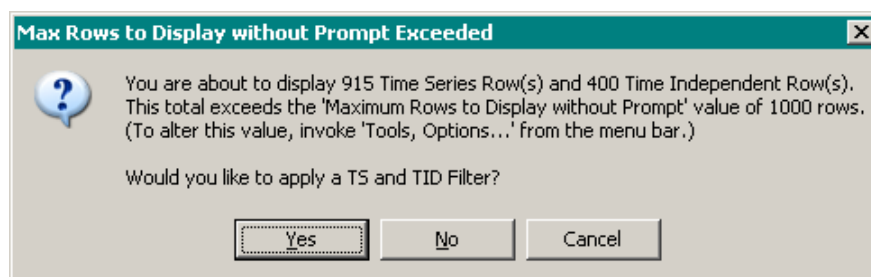 Max Rows to Display without Prompt Exceeded
You are about to display 915 Time Series Row(s) and 400 Time Independent Row(s).
This total exceeds the 'Maximum Rows to Display without Prompt' value of 1000 rows.
(To alter this value, invoke 'Tools, Options...' from the menu bar.)
Would you like to apply a TS and TID Filter?
Yes No Cancel